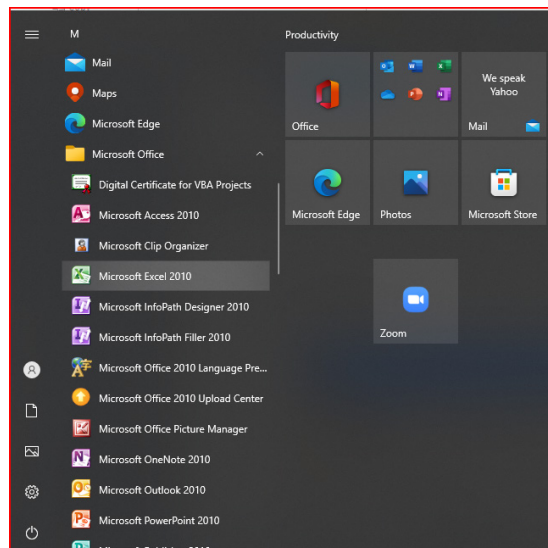 M
Mail
Maps
Microsoft Edge
Microsoft Office
Digital Certificate for VBA Projects
Microsoft Access 2010
Microsoft Clip Organizer
Microsoft Excel 2010
Microsoft InfoPath Designer 2010
Microsoft InfoPath Filler 2010
Microsoft Office 2010 Language Pre...
Microsoft Office 2010 Upload Center
Microsoft Office Picture Manager
Microsoft OneNote 2010
Microsoft Outlook 2010
Microsoft PowerPoint 2010
Productivity
Office
We speak
Yahoo
Mail
Microsoft Edge
Photos
Microsoft Store
Zoom